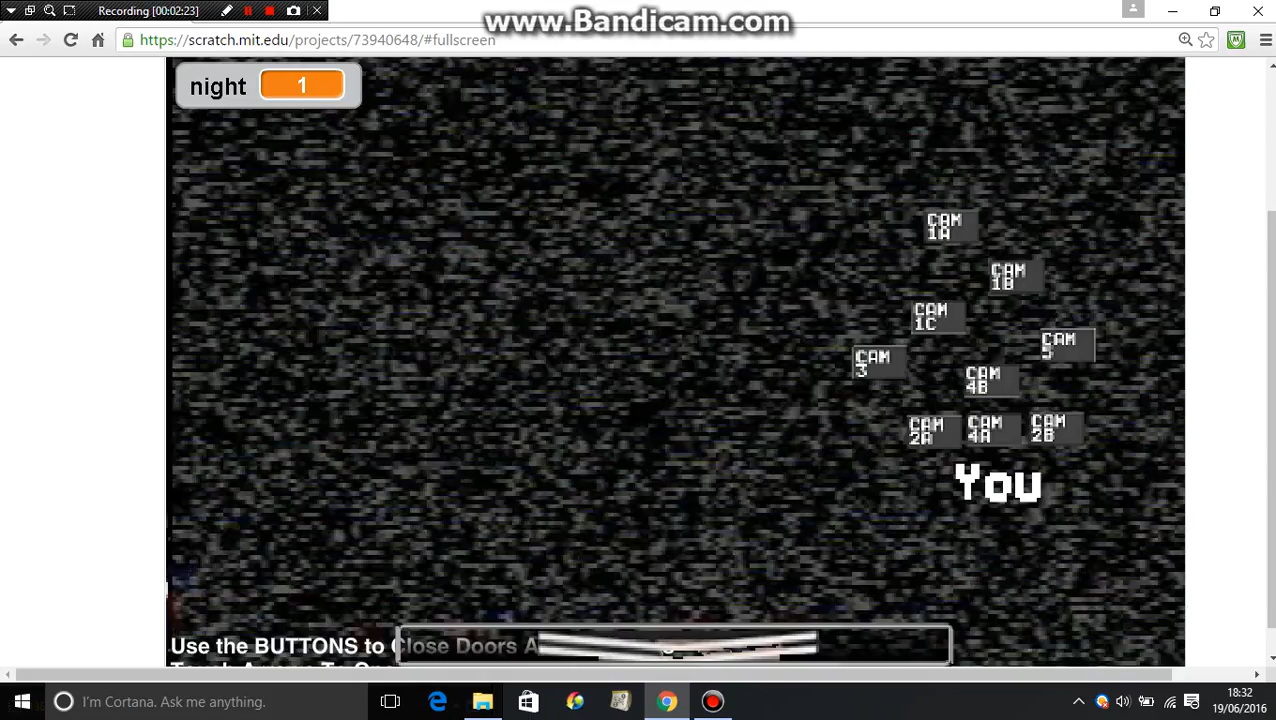 Recording [00:02:23]
www.Bandicam.com
https://scratch.mit.edu/projects/73940648/#fullscreen
night 1
CAM
1A
CAM
1B
CAM
1C
CAM
5
CAM
3
CAM
4B
CAM
2A
CAM
4A
CAM
2B
You
Use the BUTTONS to Close Doors A
I'm Cortana. Ask me anything.
18:32
19/06/2016